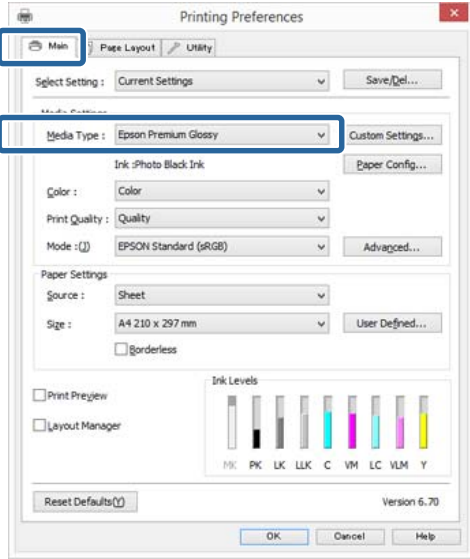 Printing Preferences
Main
Page Layout
Utility
Select Setting : Current Settings Save/Del...
Media Settings
Media Type : Epson Premium Glossy Custom Settings...
Ink :Photo Black Ink Paper Config...
Color : Color
Print Quality : Quality
Mode :(J) EPSON Standard (sRGB) Advanced...
Paper Settings
Source : Sheet
Size : A4 210 x 297 mm User Defined...
Borderless
Print Preview
Layout Manager
Ink Levels
MK PK LK LLK C VM LC VLM Y
Reset Defaults(Y) Version 6.70
OK Cancel Help